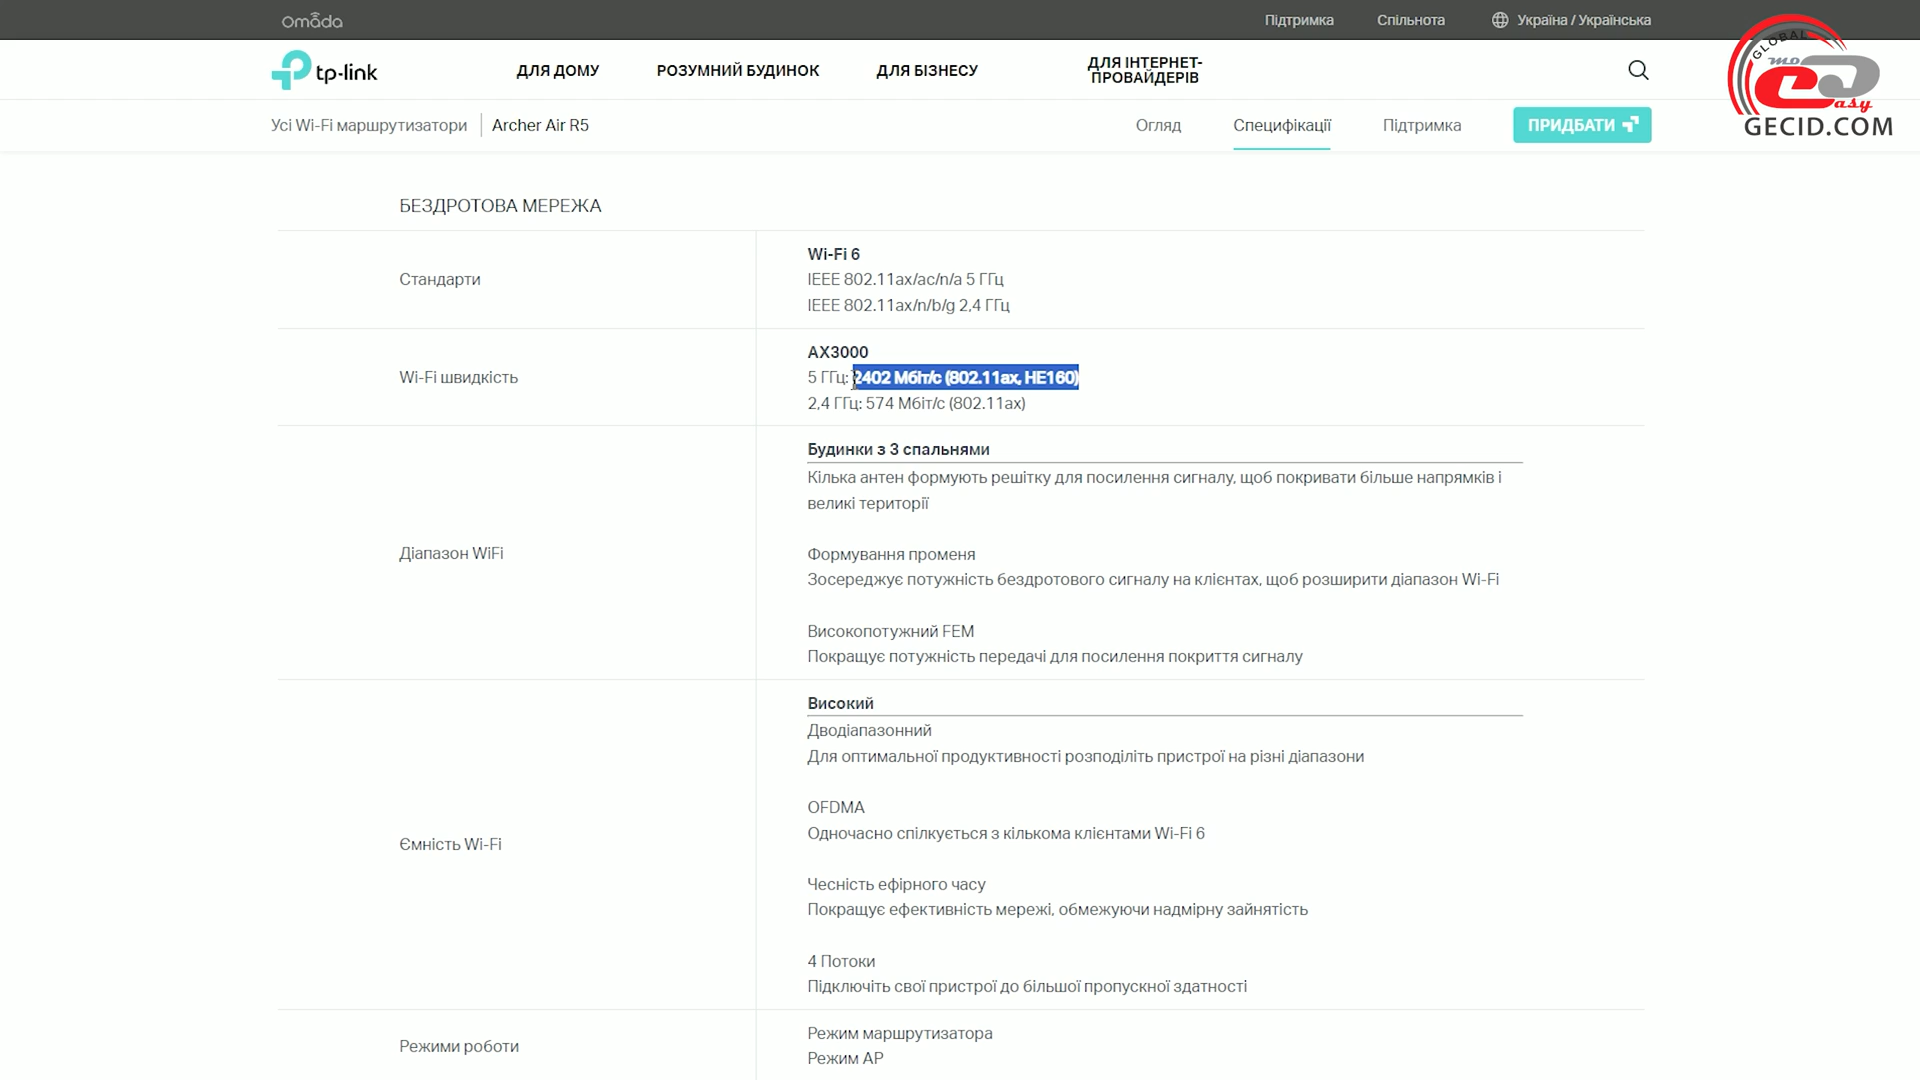 omada
Підтримка
Спільнота
Україна / Українська
tp-link
ДЛЯ ДОМУ
РОЗУМНИЙ БУДИНОК
ДЛЯ БІЗНЕСУ
ДЛЯ ІНТЕРНЕТ-
ПРОВАЙДЕРІВ
GLOBAL
mo
easy
GECID.COM
Усі Wi-Fi маршрутизатори
Archer Air R5
Огляд
Специфікації
Підтримка
ПРИДБАТИ
БЕЗДРОТОВА МЕРЕЖА
Стандарти
Wi-Fi 6
IEEE 802.11ax/ac/n/a 5 ГГц
IEEE 802.11ax/n/b/g 2,4 ГГц
Wi-Fi швидкість
AX3000
5 ГГц: 2402 Мбіт/с (802.11ax, HE160)
2,4 ГГц: 574 Мбіт/с (802.11ax)
Діапазон WiFi
Будинки з 3 спальнями
Кілька антен формують решітку для посилення сигналу, щоб покривати більше напрямків і
великі території
Формування променя
Зосереджує потужність бездротового сигналу на клієнтах, щоб розширити діапазон Wi-Fi
Високопотужний FEM
Покращує потужність передачі для посилення покриття сигналу
Ємність Wi-Fi
Високий
Дводіапазонний
Для оптимальної продуктивності розподіліть пристрої на різні діапазони
OFDMA
Одночасно спілкується з кількома клієнтами Wi-Fi 6
Чесність ефірного часу
Покращує ефективність мережі, обмежуючи надмірну зайнятість
4 Потоки
Підключіть свої пристрої до більшої пропускної здатності
Режими роботи
Режим маршрутизатора
Режим AP